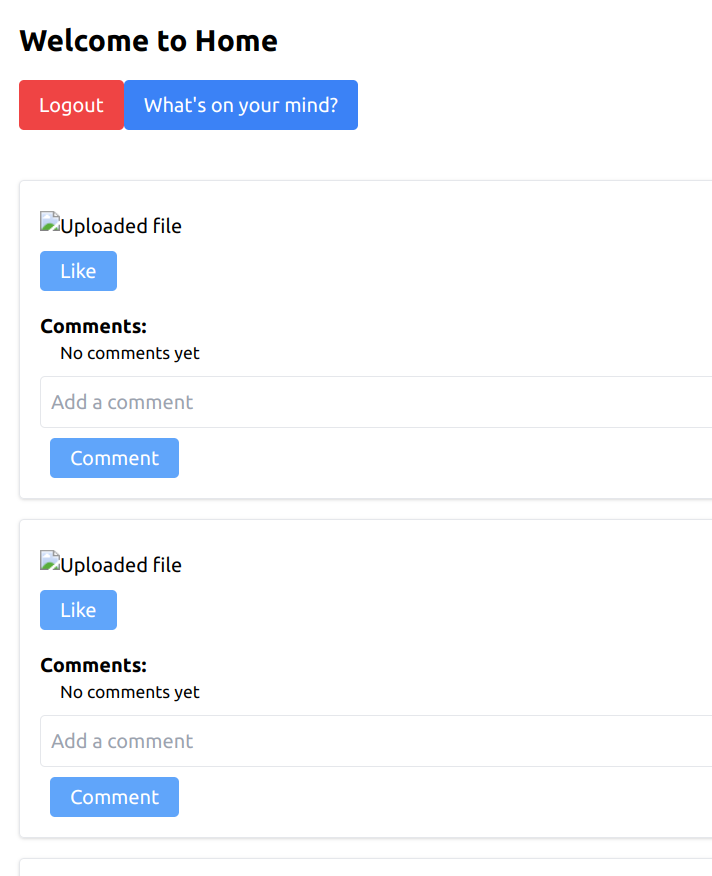 Welcome to Home
Logout What's on your mind?
Uploaded file
Like
Comments:
No comments yet
Add a comment
Comment
Uploaded file
Like
Comments:
No comments yet
Add a comment
Comment